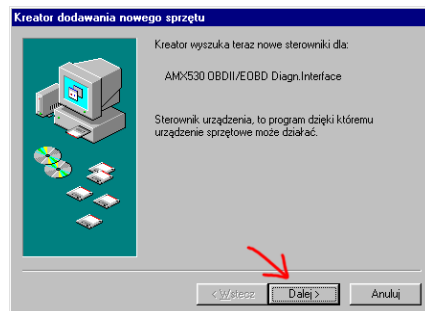 Kreator dodawania nowego sprzętu
Kreator wyszuka teraz nowe sterowniki dla:
AMX530 OBDII/EOBD Diagn.Interface
Sterownik urządzenia, to program dzięki któremu
urządzenie sprzętowe może działać.
< Wstecz
Dalej >
Anuluj